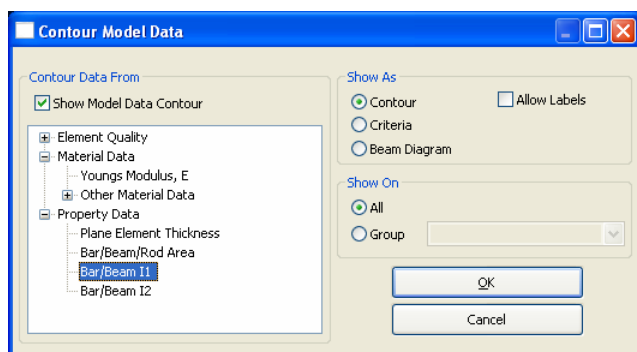 Contour Model Data
Contour Data From
Show Model Data Contour
Element Quality
Material Data
Youngs Modulus, E
Other Material Data
Property Data
Plane Element Thickness
Bar/Beam/Rod Area
Bar/Beam I1
Bar/Beam I2
Show As
Contour
Allow Labels
Criteria
Beam Diagram
Show On
All
Group
OK
Cancel